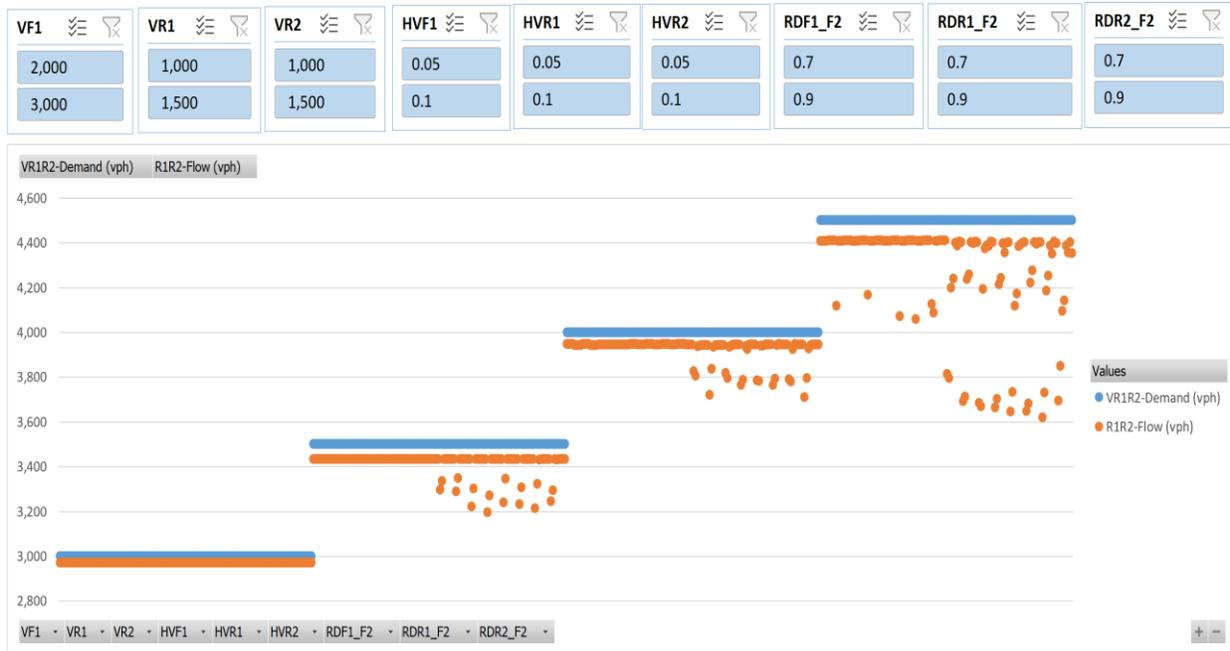 VF1 VR1 VR2 HVF1 HVR1 HVR2 RDF1_F2 RDR1_F2 RDR2_F2
2,000 1,000 1,000 0.05 0.05 0.05 0.7 0.7 0.7
3,000 1,500 1,500 0.1 0.1 0.1 0.9 0.9 0.9
VR1R2-Demand (vph) R1R2-Flow (vph)
4,600
4,400
4,200
4,000
3,800
3,600
3,400
3,200
3,000
2,800
Values
VR1R2-Demand (vph)
R1R2-Flow (vph)
VF1 VR1 VR2 HVF1 HVR1 HVR2 RDF1_F2 RDR1_F2 RDR2_F2
+ −